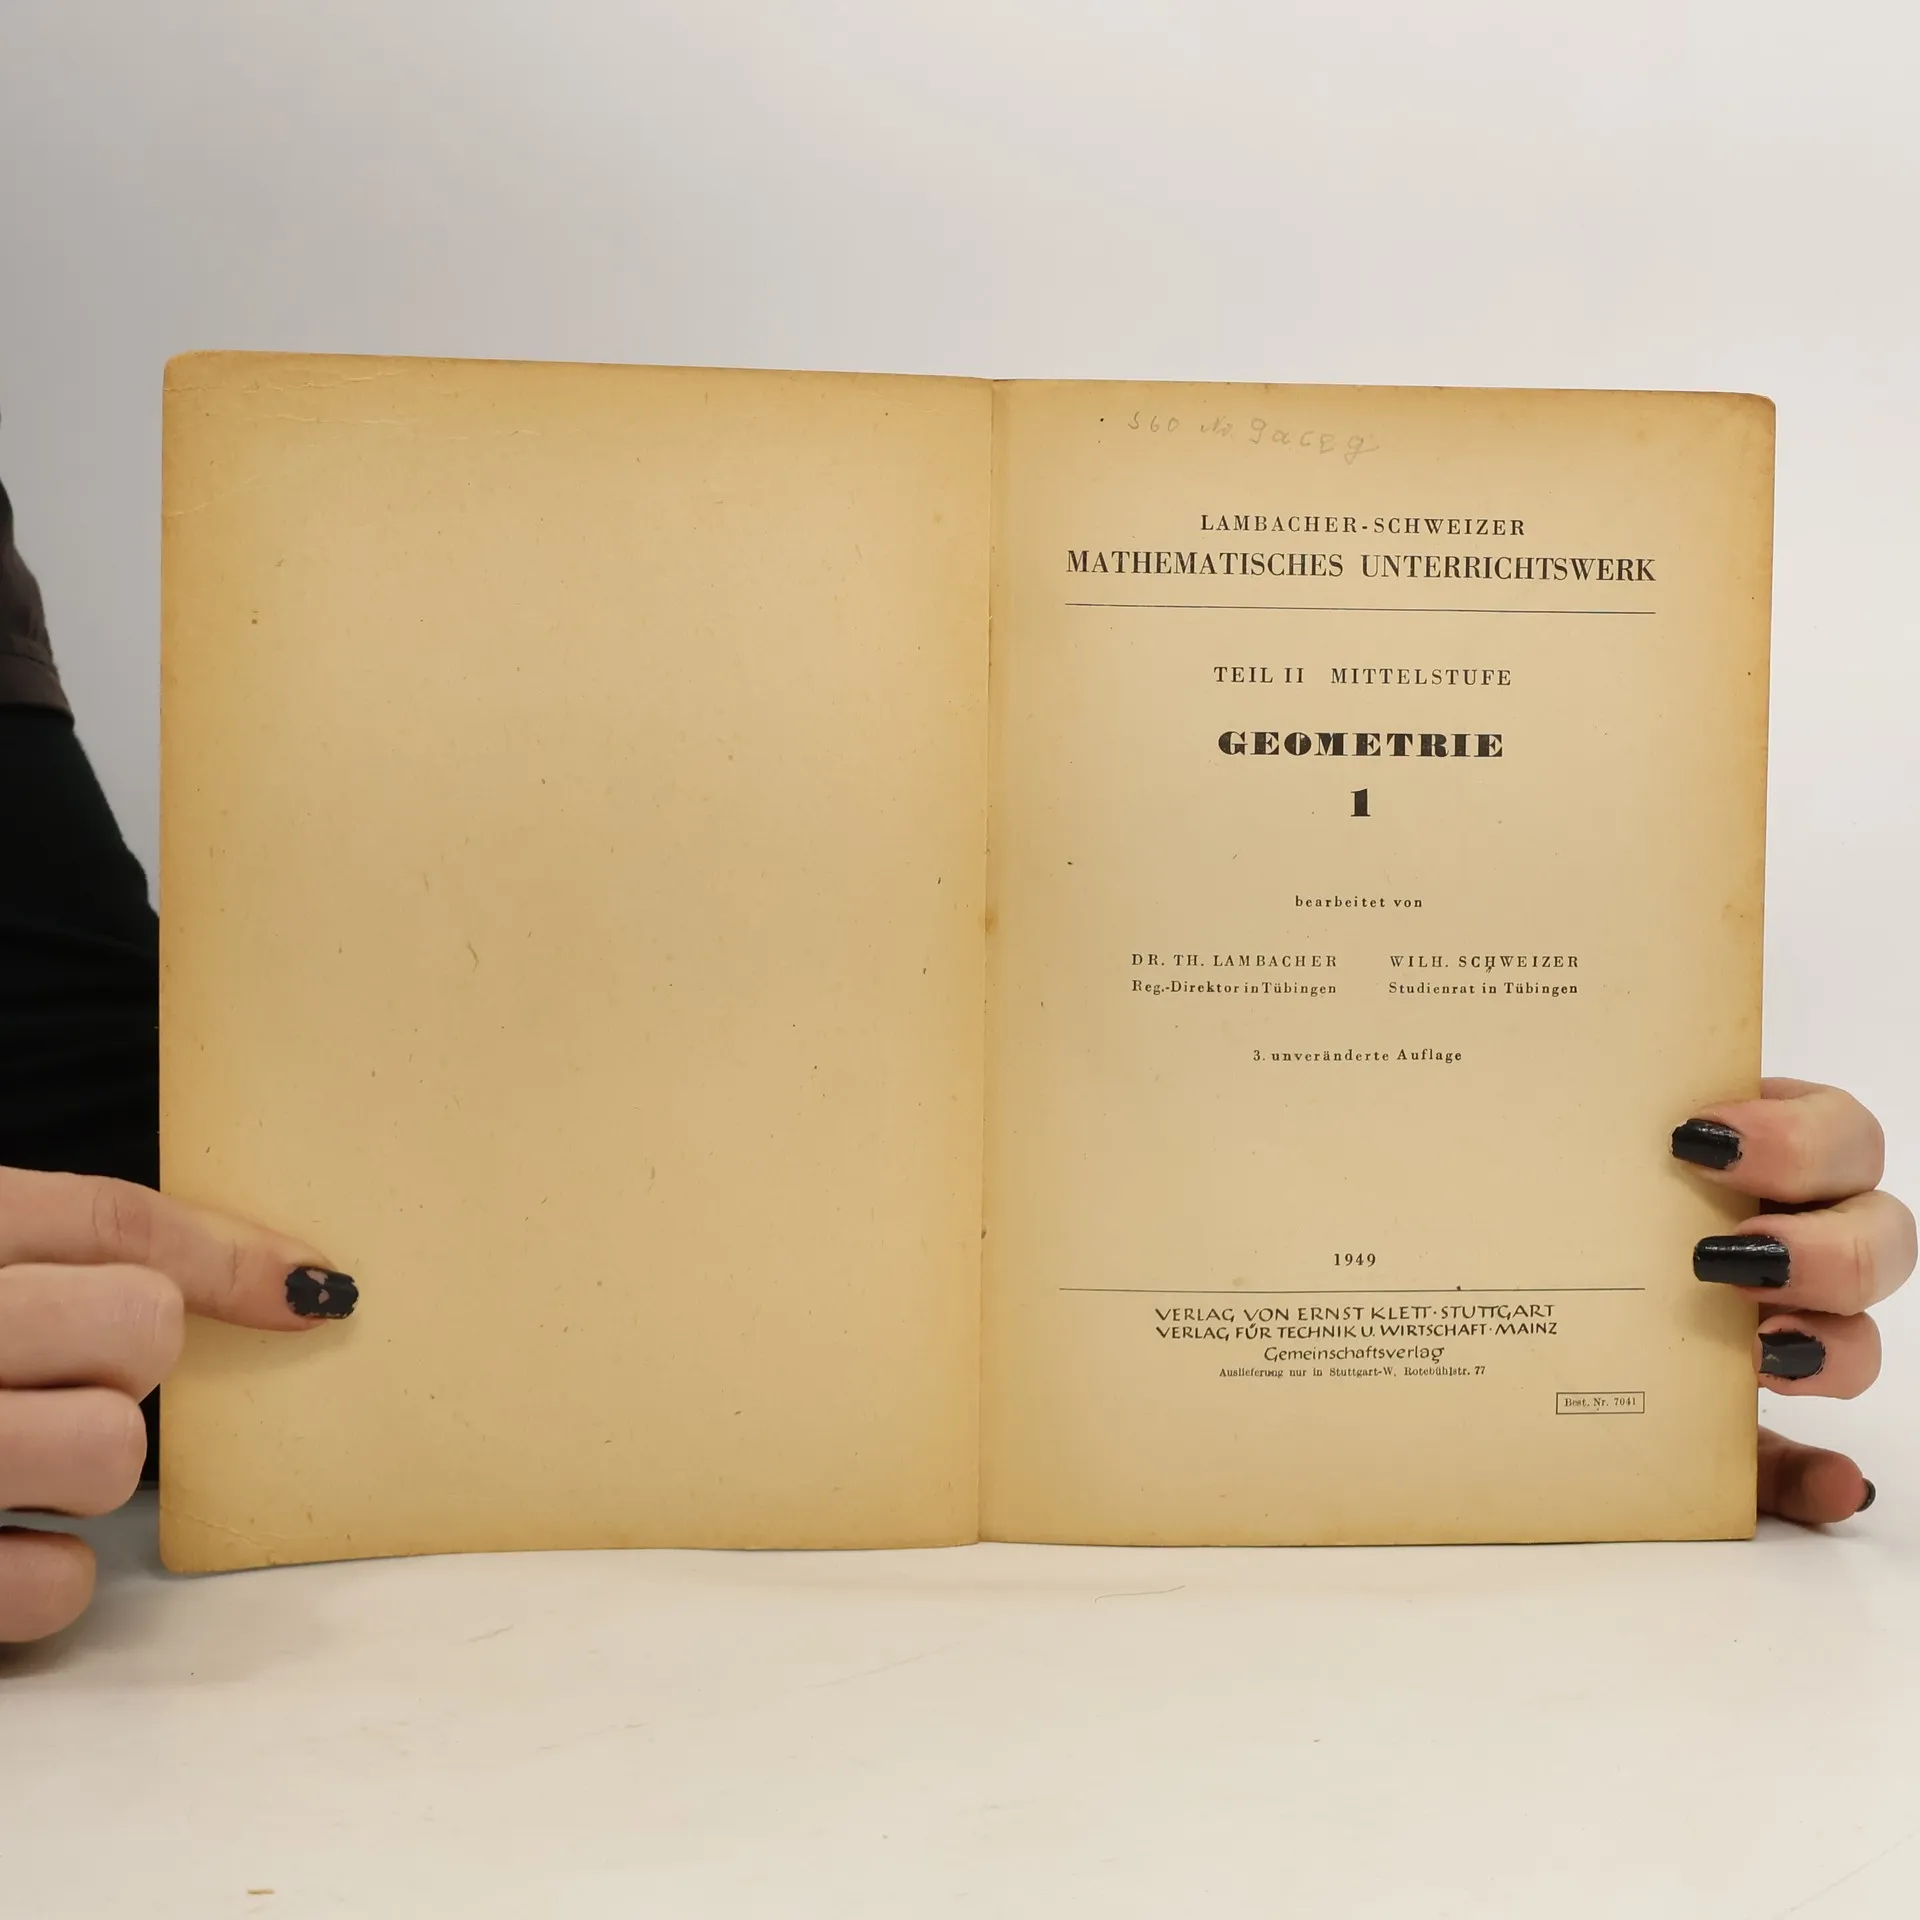 LAMBACHER-SCHWEIZER
MATHEMATISCHES UNTERRICHTSWERK
TEIL II MITTELSTUFE
GEOMETRIE
1
bearbeitet von
DR. TH. LAMBACHER WILH. SCHWEIZER
Reg.-Direktor in Tübingen Studienrat in Tübingen
3. unveränderte Auflage
1949
VERLAG VON ERNST KLETT · STUTTGART
VERLAG FÜR TECHNIK U. WIRTSCHAFT · MAINZ
Gemeinschaftsverlag
Auslieferung nur in Stuttgart-W, Rotebühlstr. 77
Best. Nr. 7041